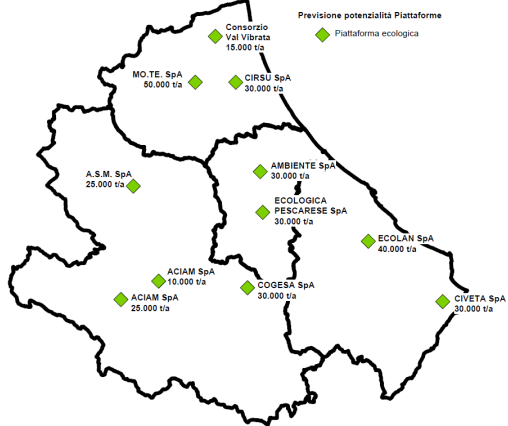 Previsione potenzialità Piattaforme
Piattaforma ecologica
Consorzio
Val Vibrata
15.000 t/a
MO.TE. SpA
50.000 t/a
CIRSU SpA
30.000 t/a
AMBIENTE SpA
30.000 t/a
A.S.M. SpA
25.000 t/a
ECOLOGICA
PESCARESE SpA
30.000 t/a
ECOLAN SpA
40.000 t/a
ACIAM SpA
10.000 t/a
COGESA SpA
30.000 t/a
ACIAM SpA
25.000 t/a
CIVETA SpA
30.000 t/a